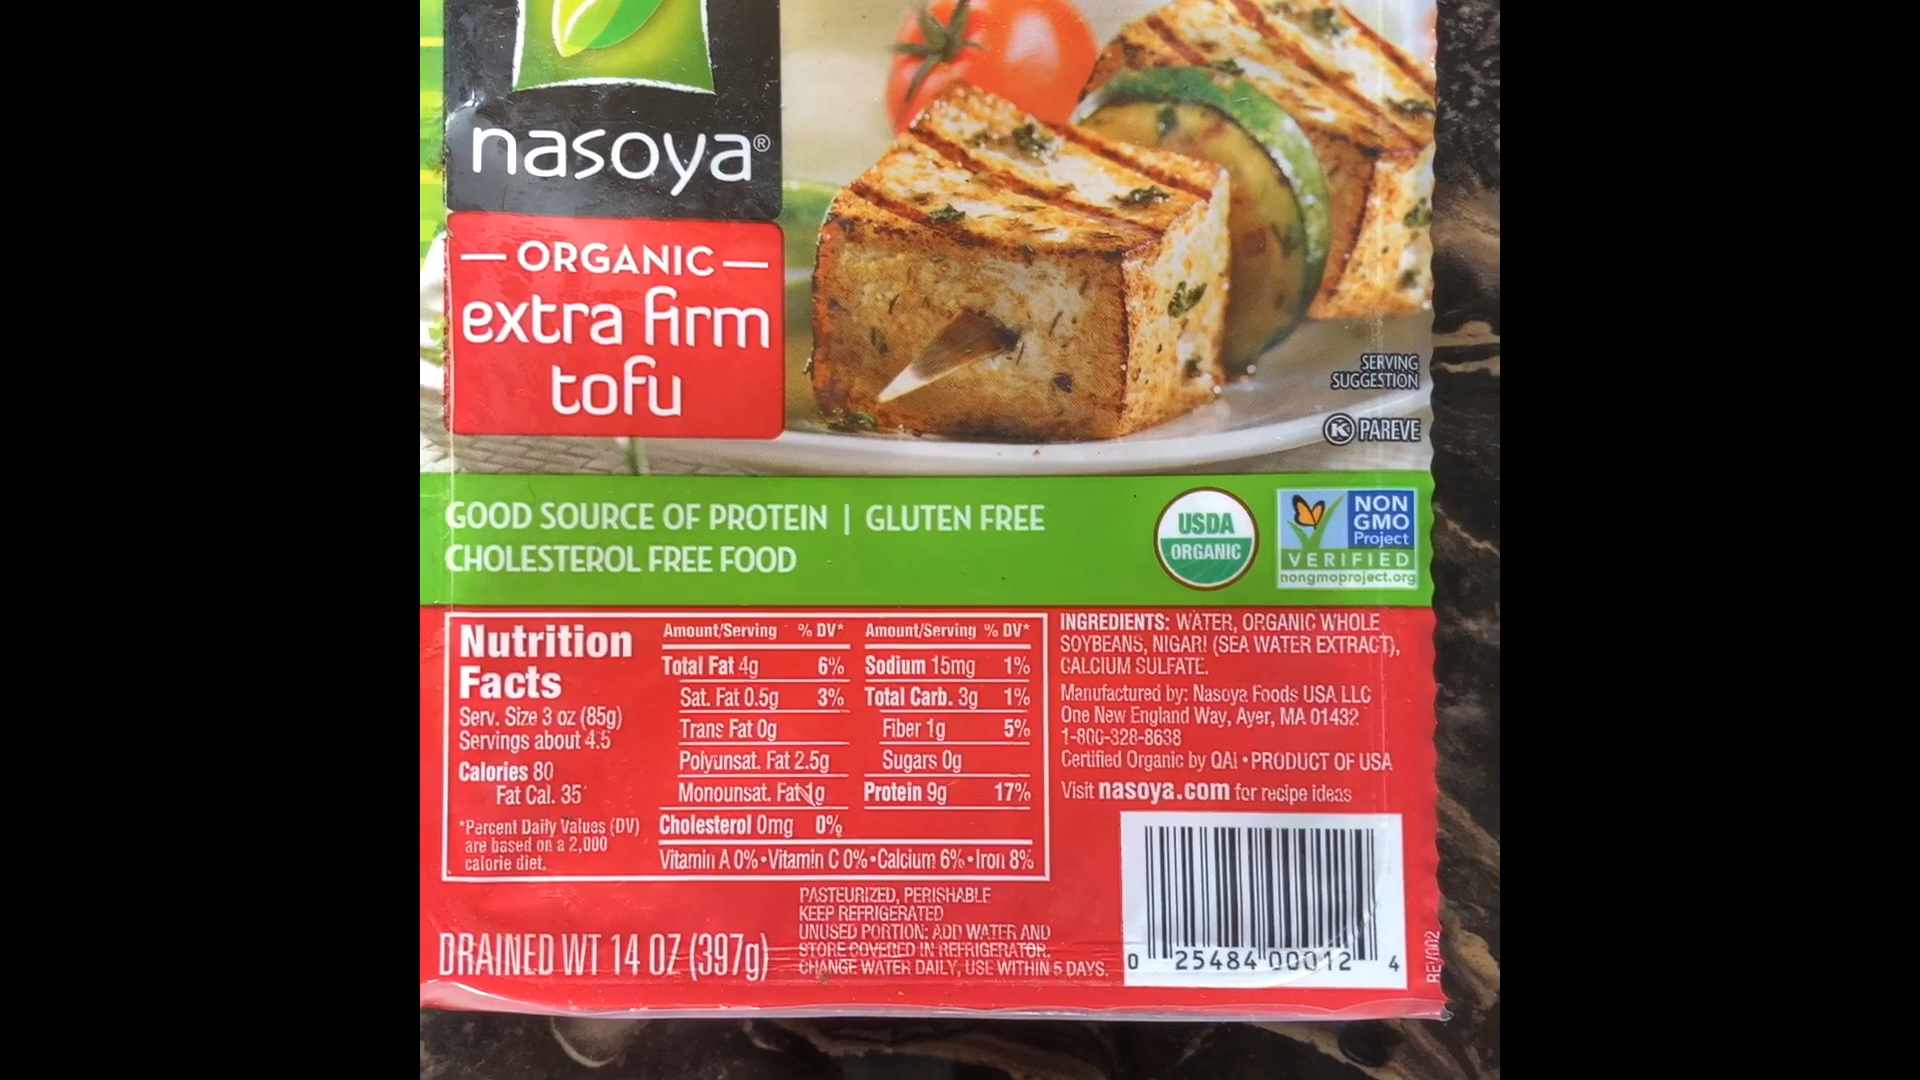 nasoya®
ORGANIC
extra firm
tofu
SERVING
SUGGESTION
K PAREVE
GOOD SOURCE OF PROTEIN | GLUTEN FREE
CHOLESTEROL FREE FOOD
USDA
ORGANIC
NON
GMO
Project
VERIFIED
nongmoproject.org
Nutrition
Facts
Serv. Size 3 oz (85g)
Servings about 4.5
Calories 80
Fat Cal. 35
*Percent Daily Values (DV)
are based on a 2,000
calorie diet.
Amount/Serving % DV*
Total Fat 4g 6%
Sat. Fat 0.5g 3%
Trans Fat 0g
Polyunsat. Fat 2.5g
Monounsat. Fat 1g
Cholesterol 0mg 0%
Amount/Serving % DV*
Sodium 15mg 1%
Total Carb. 3g 1%
Fiber 1g 5%
Sugars 0g
Protein 9g 17%
Vitamin A 0%•Vitamin C 0%•Calcium 6%•Iron 8%
INGREDIENTS: WATER, ORGANIC WHOLE
SOYBEANS, NIGARI (SEA WATER EXTRACT),
CALCIUM SULFATE.
Manufactured by: Nasoya Foods USA LLC
One New England Way, Ayer, MA 01432
1-800-328-8638
Certified Organic by QAI • PRODUCT OF USA
Visit nasoya.com for recipe ideas
DRAINED WT 14 OZ (397g)
PASTEURIZED, PERISHABLE
KEEP REFRIGERATED
UNUSED PORTION: ADD WATER AND
STORE COVERED IN REFRIGERATOR.
CHANGE WATER DAILY, USE WITHIN 5 DAYS.
0 25484 00012 4
REV002